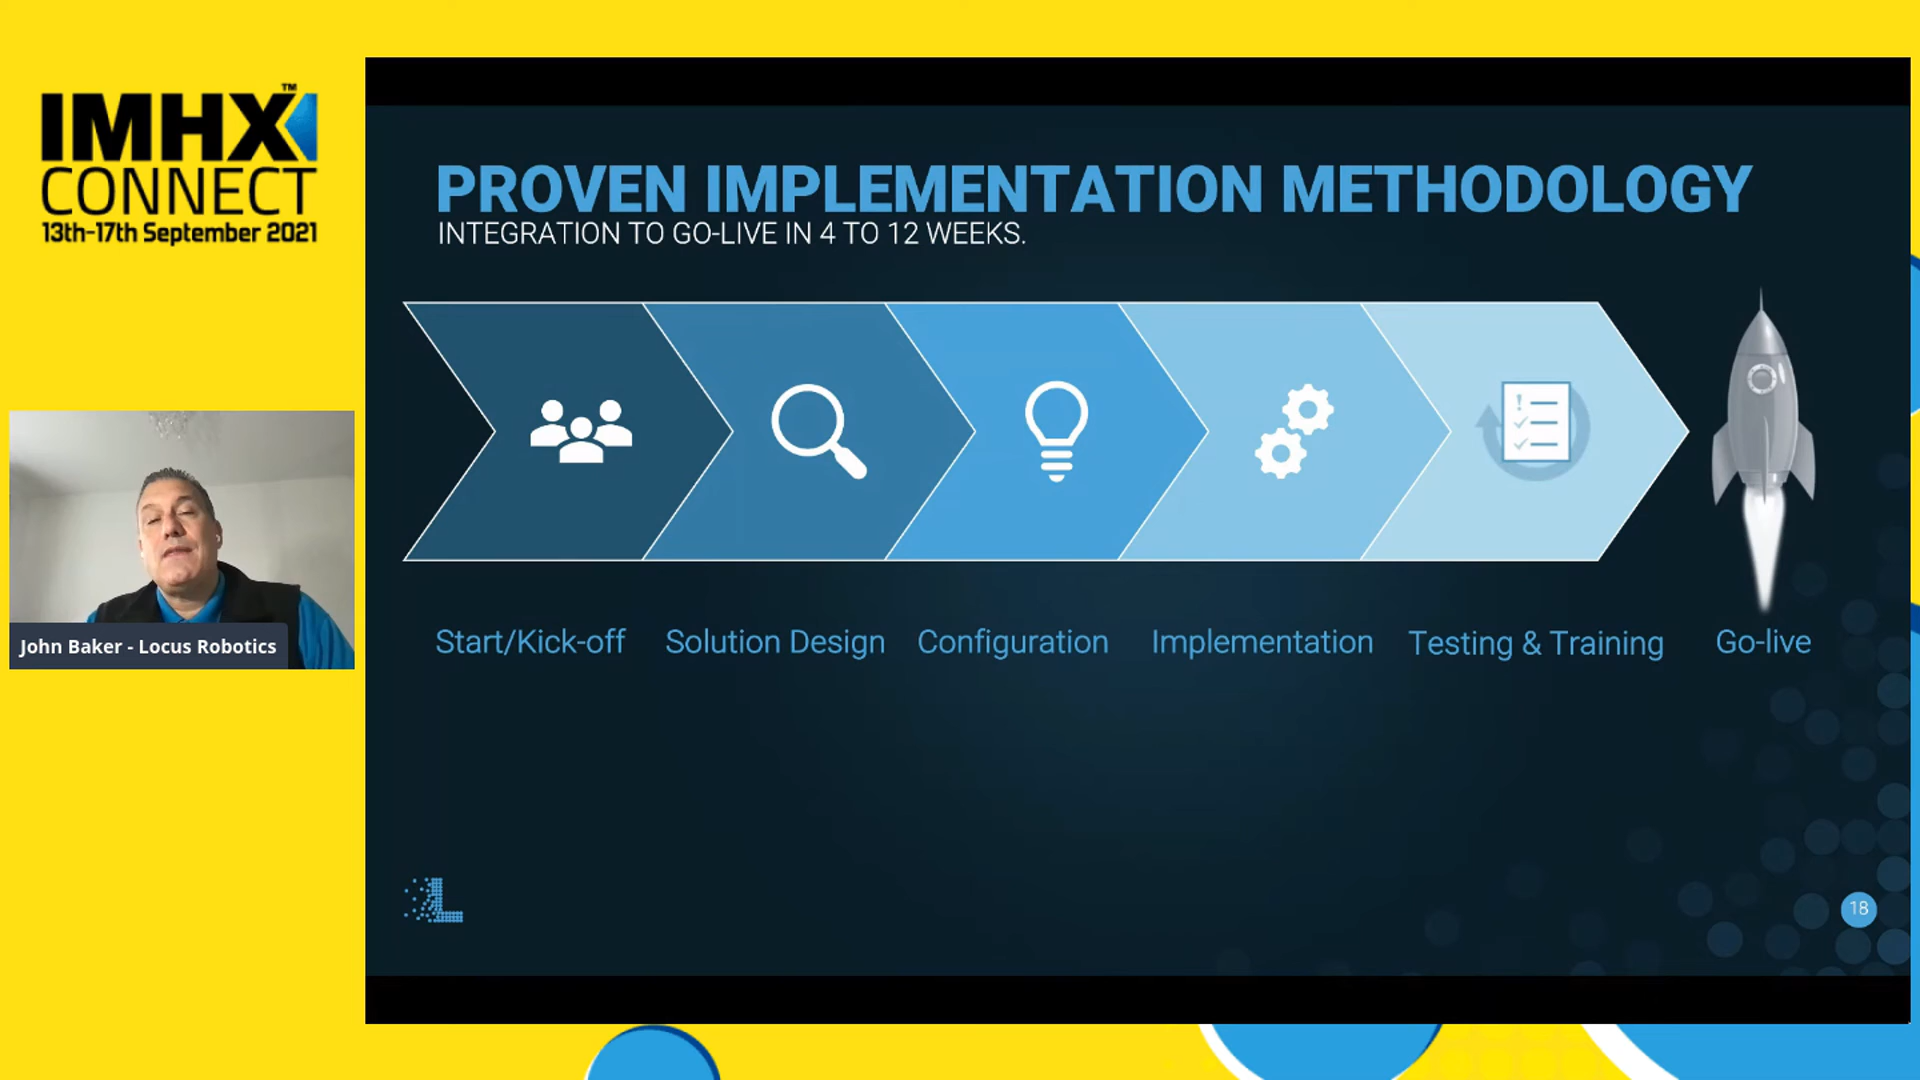 IMHX™
CONNECT
13th-17th September 2021
John Baker - Locus Robotics
PROVEN IMPLEMENTATION METHODOLOGY
INTEGRATION TO GO-LIVE IN 4 TO 12 WEEKS.
Start/Kick-off
Solution Design
Configuration
Implementation
Testing & Training
Go-live
L
18